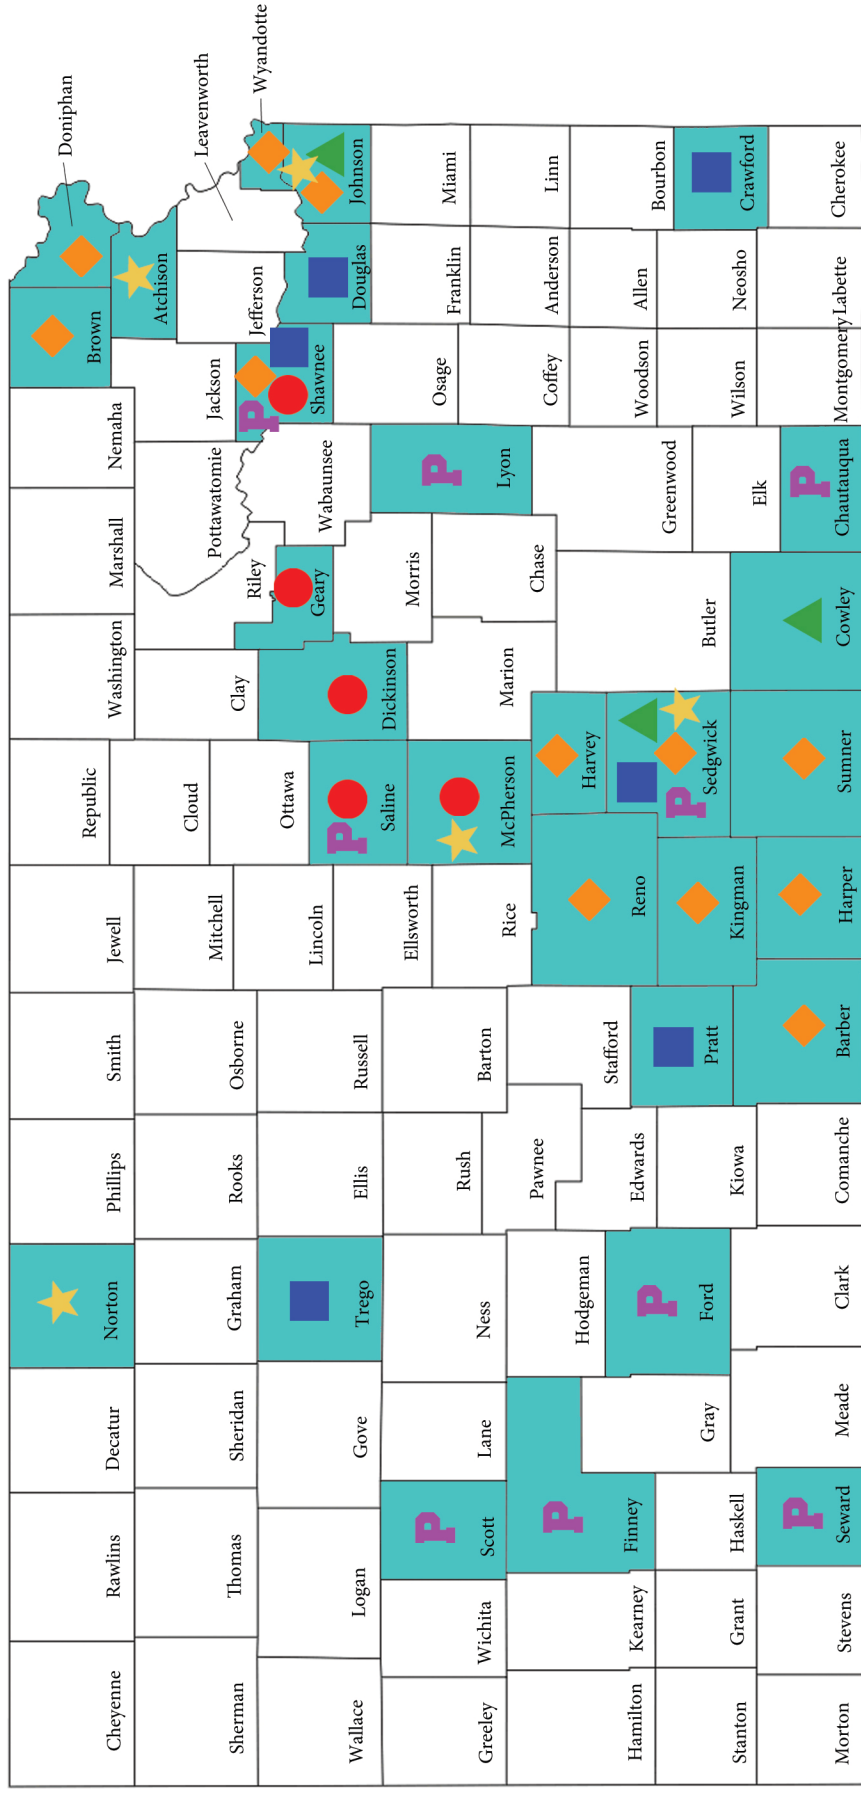 Cheyenne
Rawlins
Decatur
Norton
Phillips
Smith
Jewell
Republic
Washington
Marshall
Nemaha
Brown
Doniphan
Sherman
Thomas
Sheridan
Graham
Rooks
Osborne
Mitchell
Cloud
Clay
Riley
Pottawatomie
Jackson
Atchison
Jefferson
Leavenworth
Wyandotte
Wallace
Logan
Gove
Trego
Ellis
Russell
Lincoln
Ottawa
Saline
Dickinson
Geary
Wabaunsee
P
Shawnee
Douglas
Johnson
Greeley
Wichita
P
Scott
Lane
Ness
Rush
Barton
Ellsworth
P
Rice
McPherson
Marion
Morris
Chase
P
Lyon
Osage
Coffey
Franklin
Anderson
Miami
Linn
Hamilton
Kearney
P
Finney
Hodgeman
Pawnee
Edwards
Stafford
Reno
Harvey
P
Sedgwick
Butler
Greenwood
Woodson
Allen
Bourbon
Stanton
Grant
Haskell
Gray
P
Ford
Kiowa
Pratt
Kingman
Elk
Wilson
Neosho
Crawford
Morton
Stevens
P
Seward
Meade
Clark
Comanche
Barber
Harper
Sumner
Cowley
P
Chautauqua
Montgomery
Labette
Cherokee